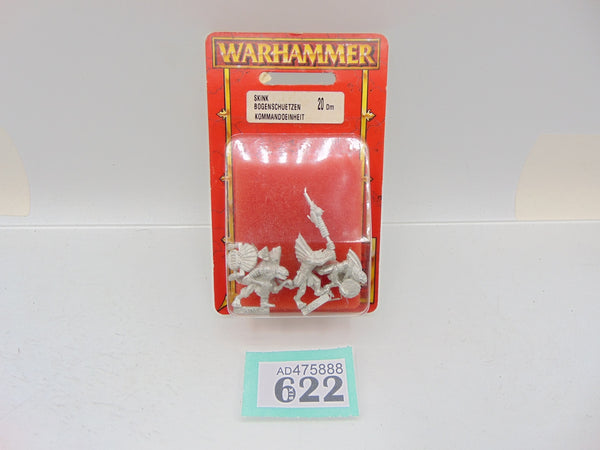 WARHAMMER
SKINK
BOGENSCHUETZEN
KOMMANDOEINHEIT
20 Dm
AD475888
622